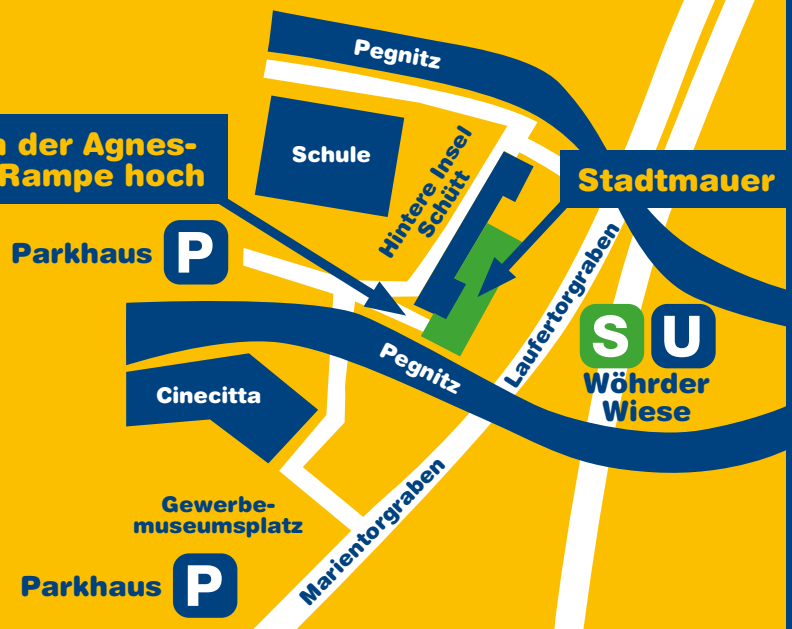 Pegnitz
Schule
Hintere Insel
Schütt
der Agnes-
Rampe hoch
Stadtmauer
Parkhaus P
Laufertorgraben
S U
Wöhrder
Wiese
Pegnitz
Cinecitta
Marientorgraben
Gewerbe-
museumsplatz
Parkhaus P